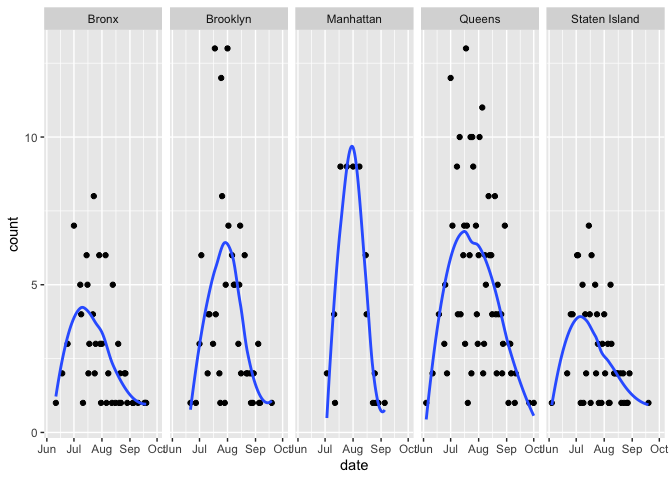 Bronx Brooklyn Manhattan Queens Staten Island
count
10
5
0
Jun Jul Aug Sep Oct Jun Jul Aug Sep Oct Jun Jul Aug Sep Oct Jun Jul Aug Sep Oct Jun Jul Aug Sep Oct
date